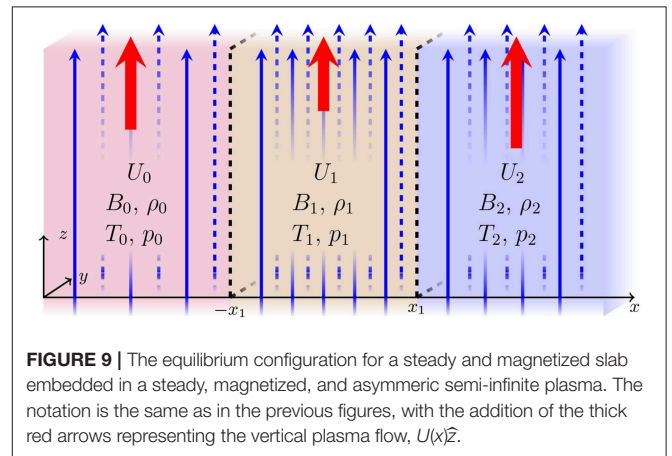 U₀ U₁ U₂
B₀, ρ₀ B₁, ρ₁ B₂, ρ₂
T₀, p₀ T₁, p₁ T₂, p₂
z
y
−x₁ x₁ x
FIGURE 9 | The equilibrium configuration for a steady and magnetized slab
embedded in a steady, magnetized, and asymmeric semi-infinite plasma. The
notation is the same as in the previous figures, with the addition of the thick
red arrows representing the vertical plasma flow, U(x)ẑ.